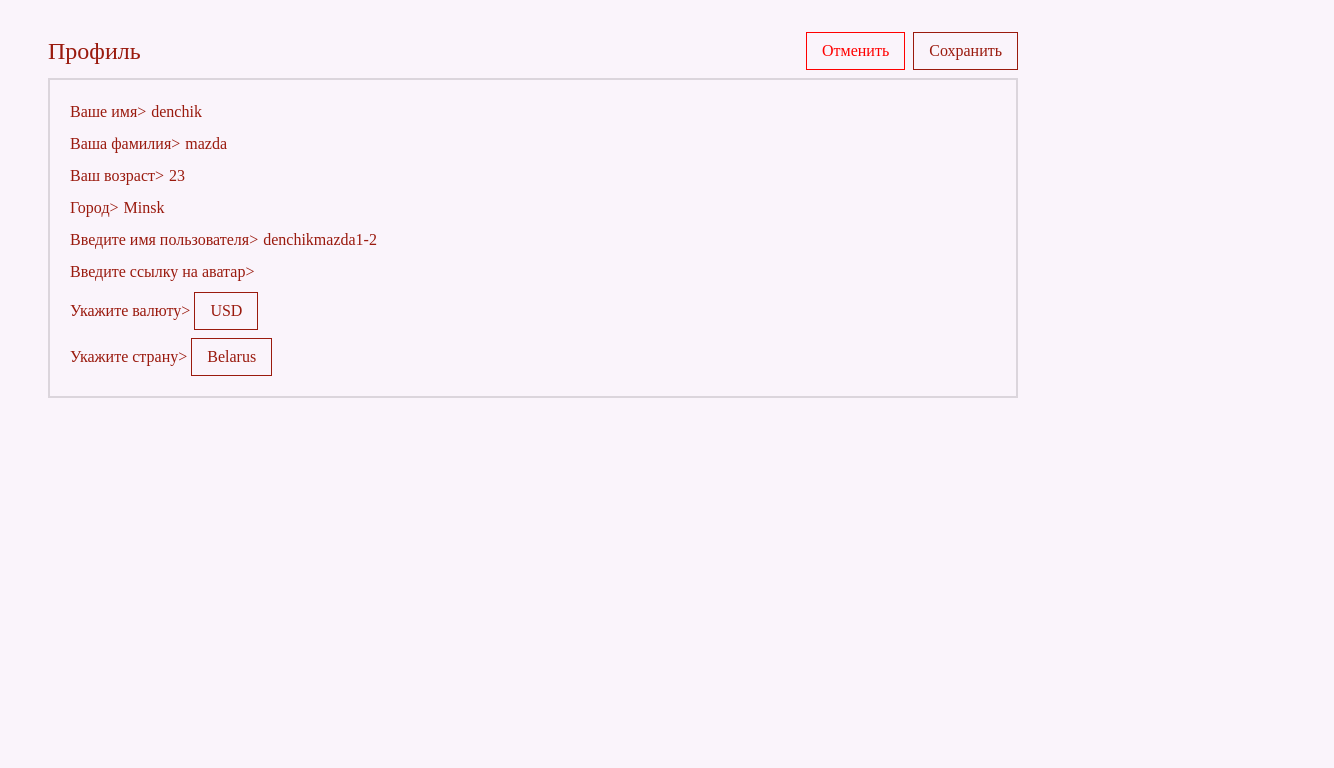 Профиль
Отменить
Сохранить
Ваше имя> denchik
Ваша фамилия> mazda
Ваш возраст> 23
Город> Minsk
Введите имя пользователя> denchikmazda1-2
Введите ссылку на аватар>
Укажите валюту> USD
Укажите страну> Belarus